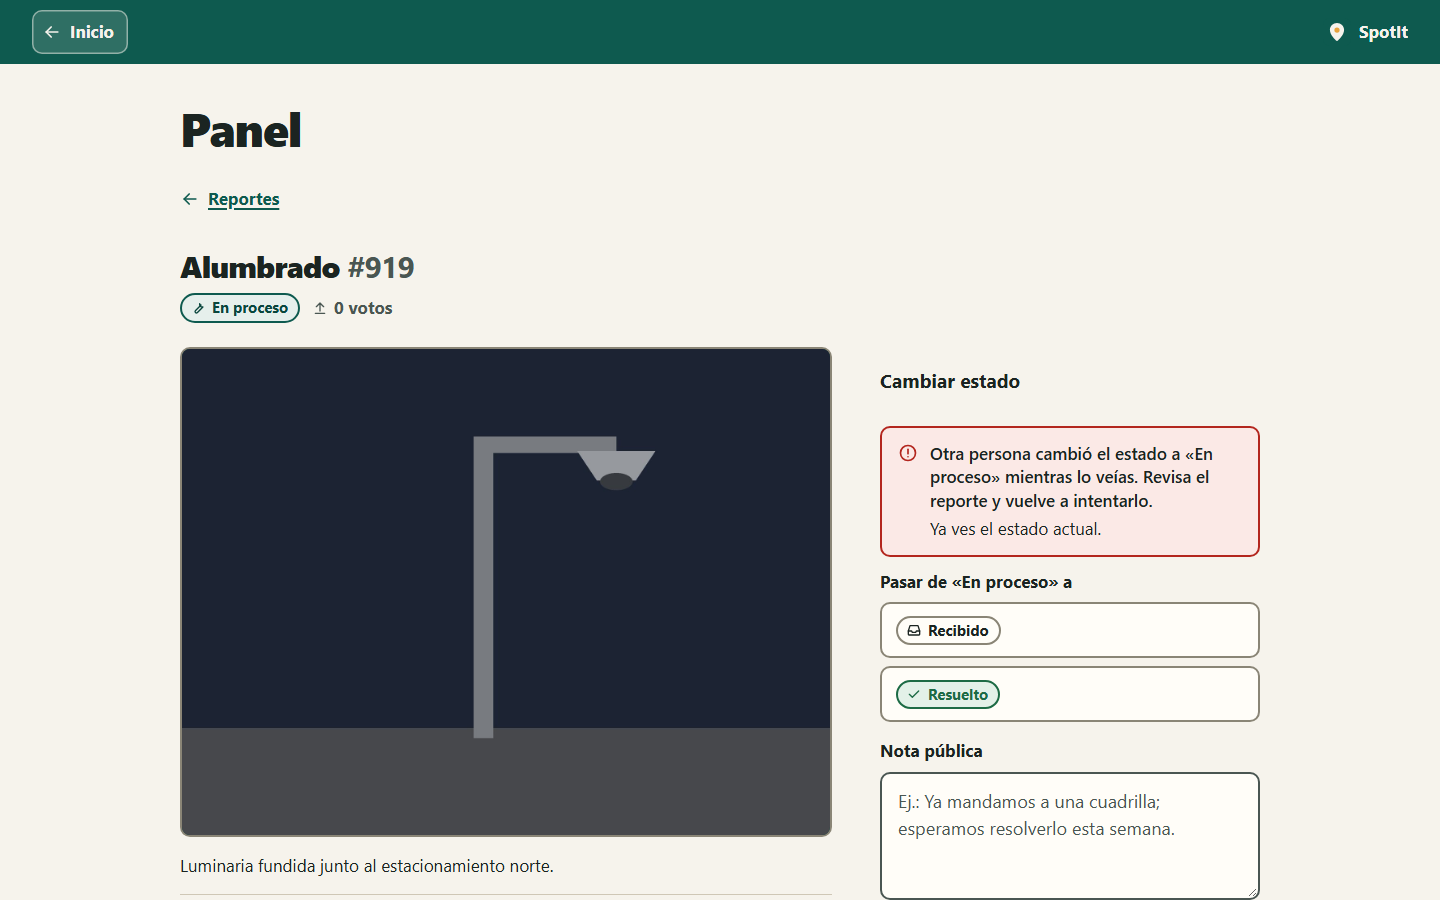 Inicio
SpotIt
Panel
Reportes
Alumbrado #919
En proceso
0 votos
Luminaria fundida junto al estacionamiento norte.
Cambiar estado
Otra persona cambió el estado a «En
proceso» mientras lo veías. Revisa el
reporte y vuelve a intentarlo.
Ya ves el estado actual.
Pasar de «En proceso» a
Recibido
Resuelto
Nota pública
Ej.: Ya mandamos a una cuadrilla;
esperamos resolverlo esta semana.